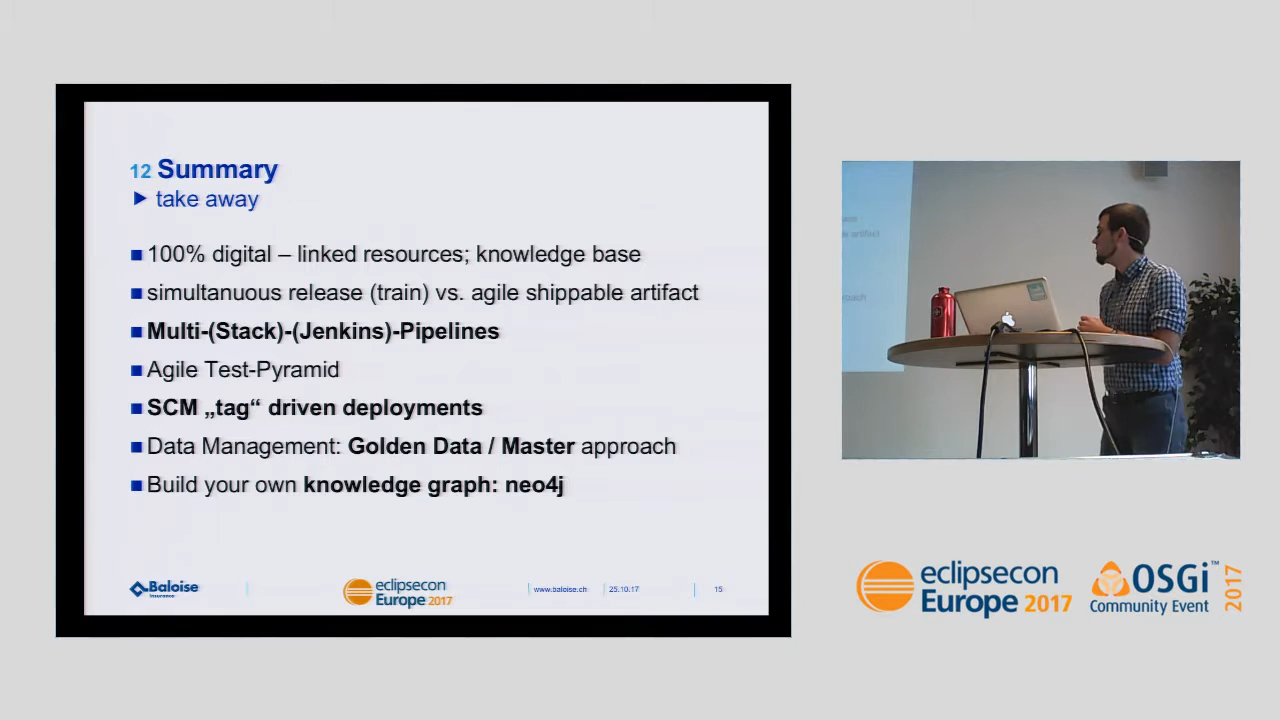 12 Summary
take away
100% digital – linked resources; knowledge base
simultanuous release (train) vs. agile shippable artifact
Multi-(Stack)-(Jenkins)-Pipelines
Agile Test-Pyramid
SCM „tag“ driven deployments
Data Management: Golden Data / Master approach
Build your own knowledge graph: neo4j
Baloise
Insurance
eclipsecon
Europe 2017
www.baloise.ch
25.10.17
15
eclipsecon
Europe 2017
OSGi™
Community Event
2017